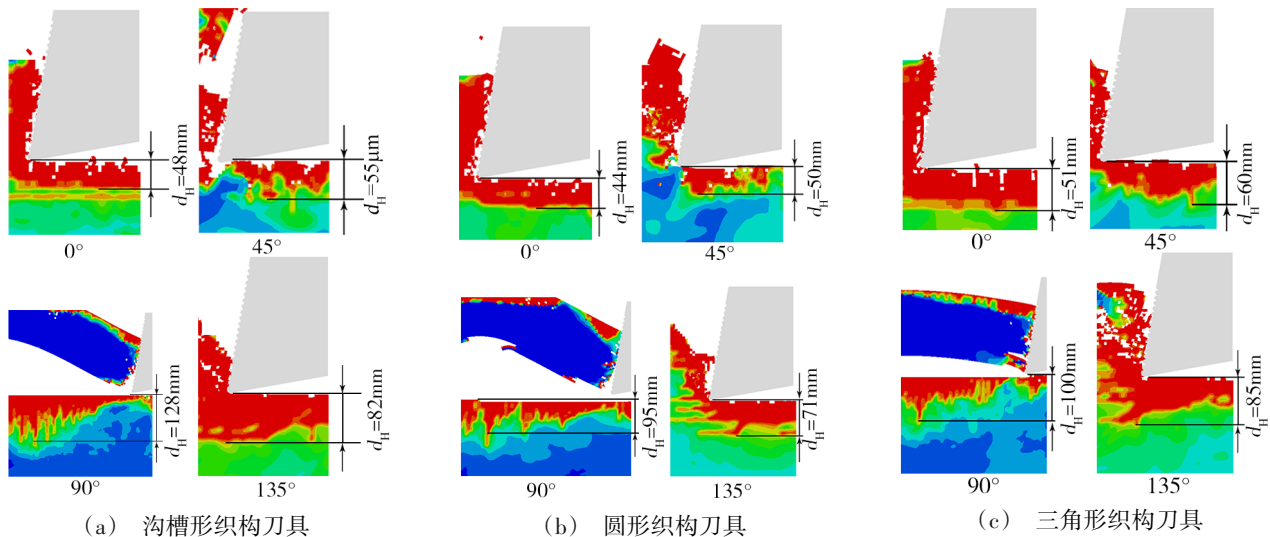 d_H=48mm
d_H=55μm
0°
45°
d_H=128mm
d_H=82mm
90°
135°
(a) 沟槽形织构刀具
d_H=44mm
d_H=50mm
0°
45°
d_H=95mm
d_H=71mm
90°
135°
(b) 圆形织构刀具
d_H=51mm
d_H=60mm
0°
45°
d_H=100mm
d_H=85mm
90°
135°
(c) 三角形织构刀具